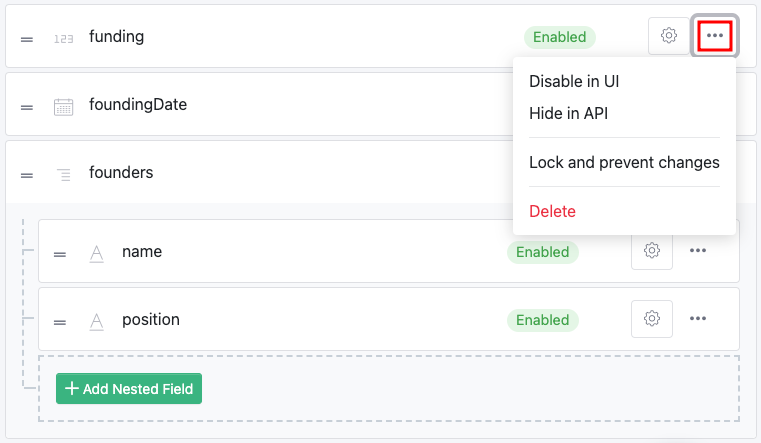 123 funding Enabled
Disable in UI
foundingDate
Hide in API
Lock and prevent changes
founders
Delete
A name Enabled
A position Enabled
Add Nested Field